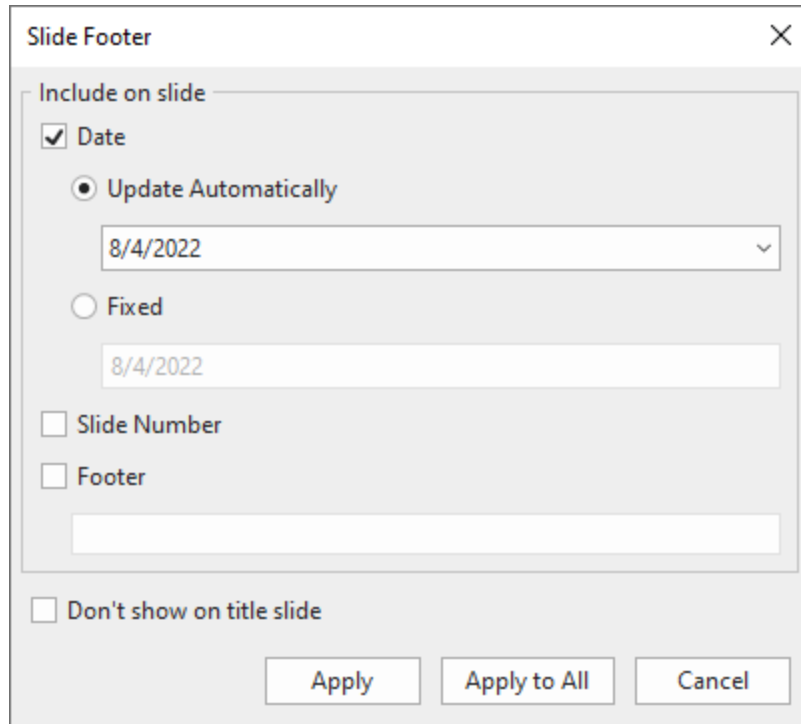 Slide Footer
Include on slide
Date
Update Automatically
8/4/2022
Fixed
8/4/2022
Slide Number
Footer
Don't show on title slide
Apply Apply to All Cancel